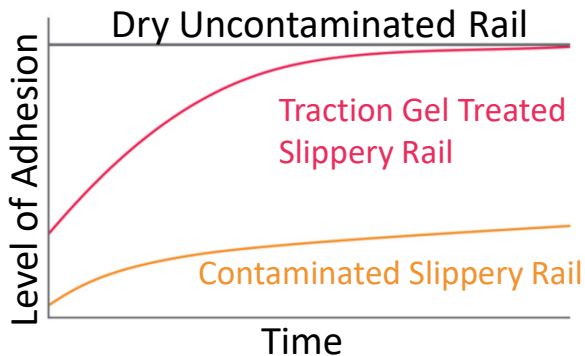 Dry Uncontaminated Rail
Level of Adhesion
Traction Gel Treated
Slippery Rail
Contaminated Slippery Rail
Time